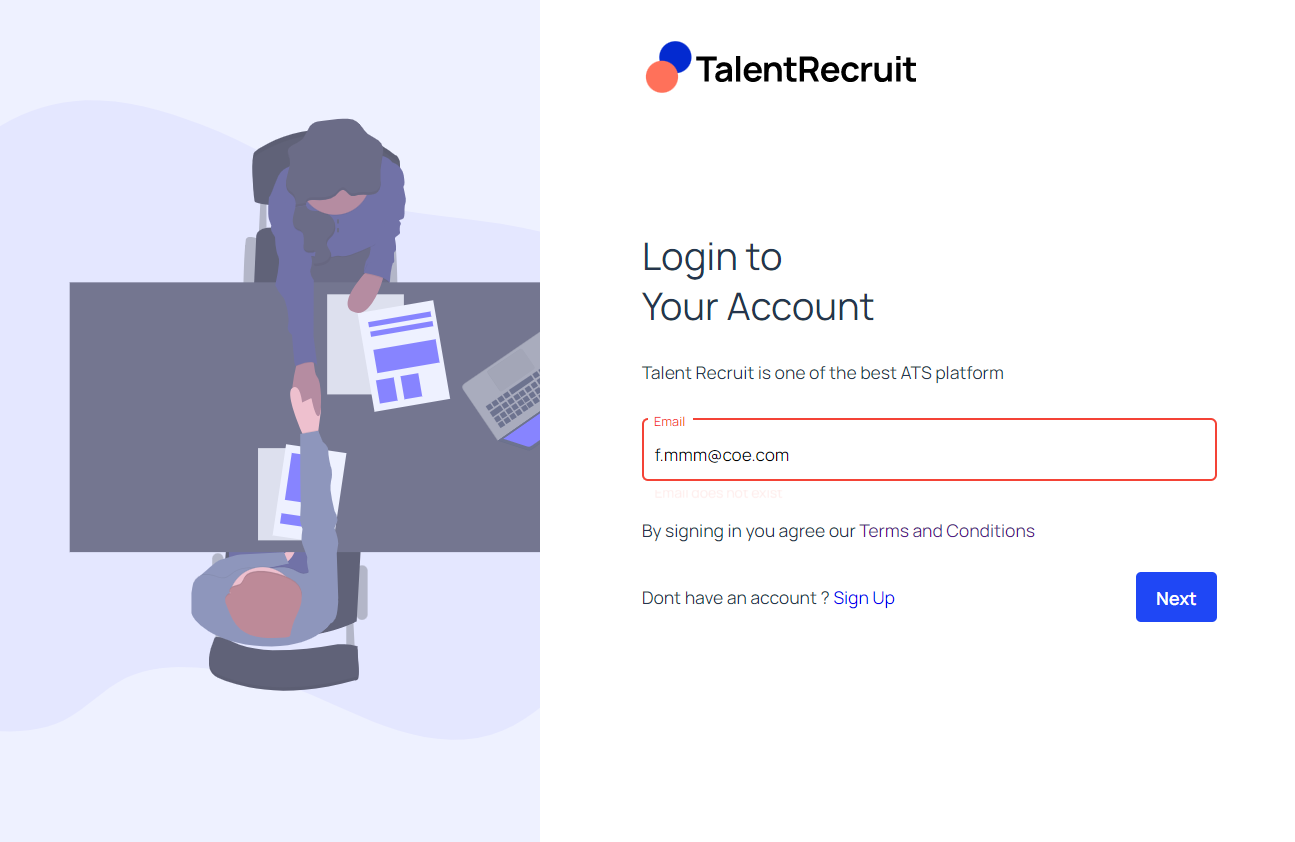 TalentRecruit
Login to
Your Account
Talent Recruit is one of the best ATS platform
Email
f.mmm@coe.com
Email does not exist
By signing in you agree our Terms and Conditions
Dont have an account ? Sign Up
Next